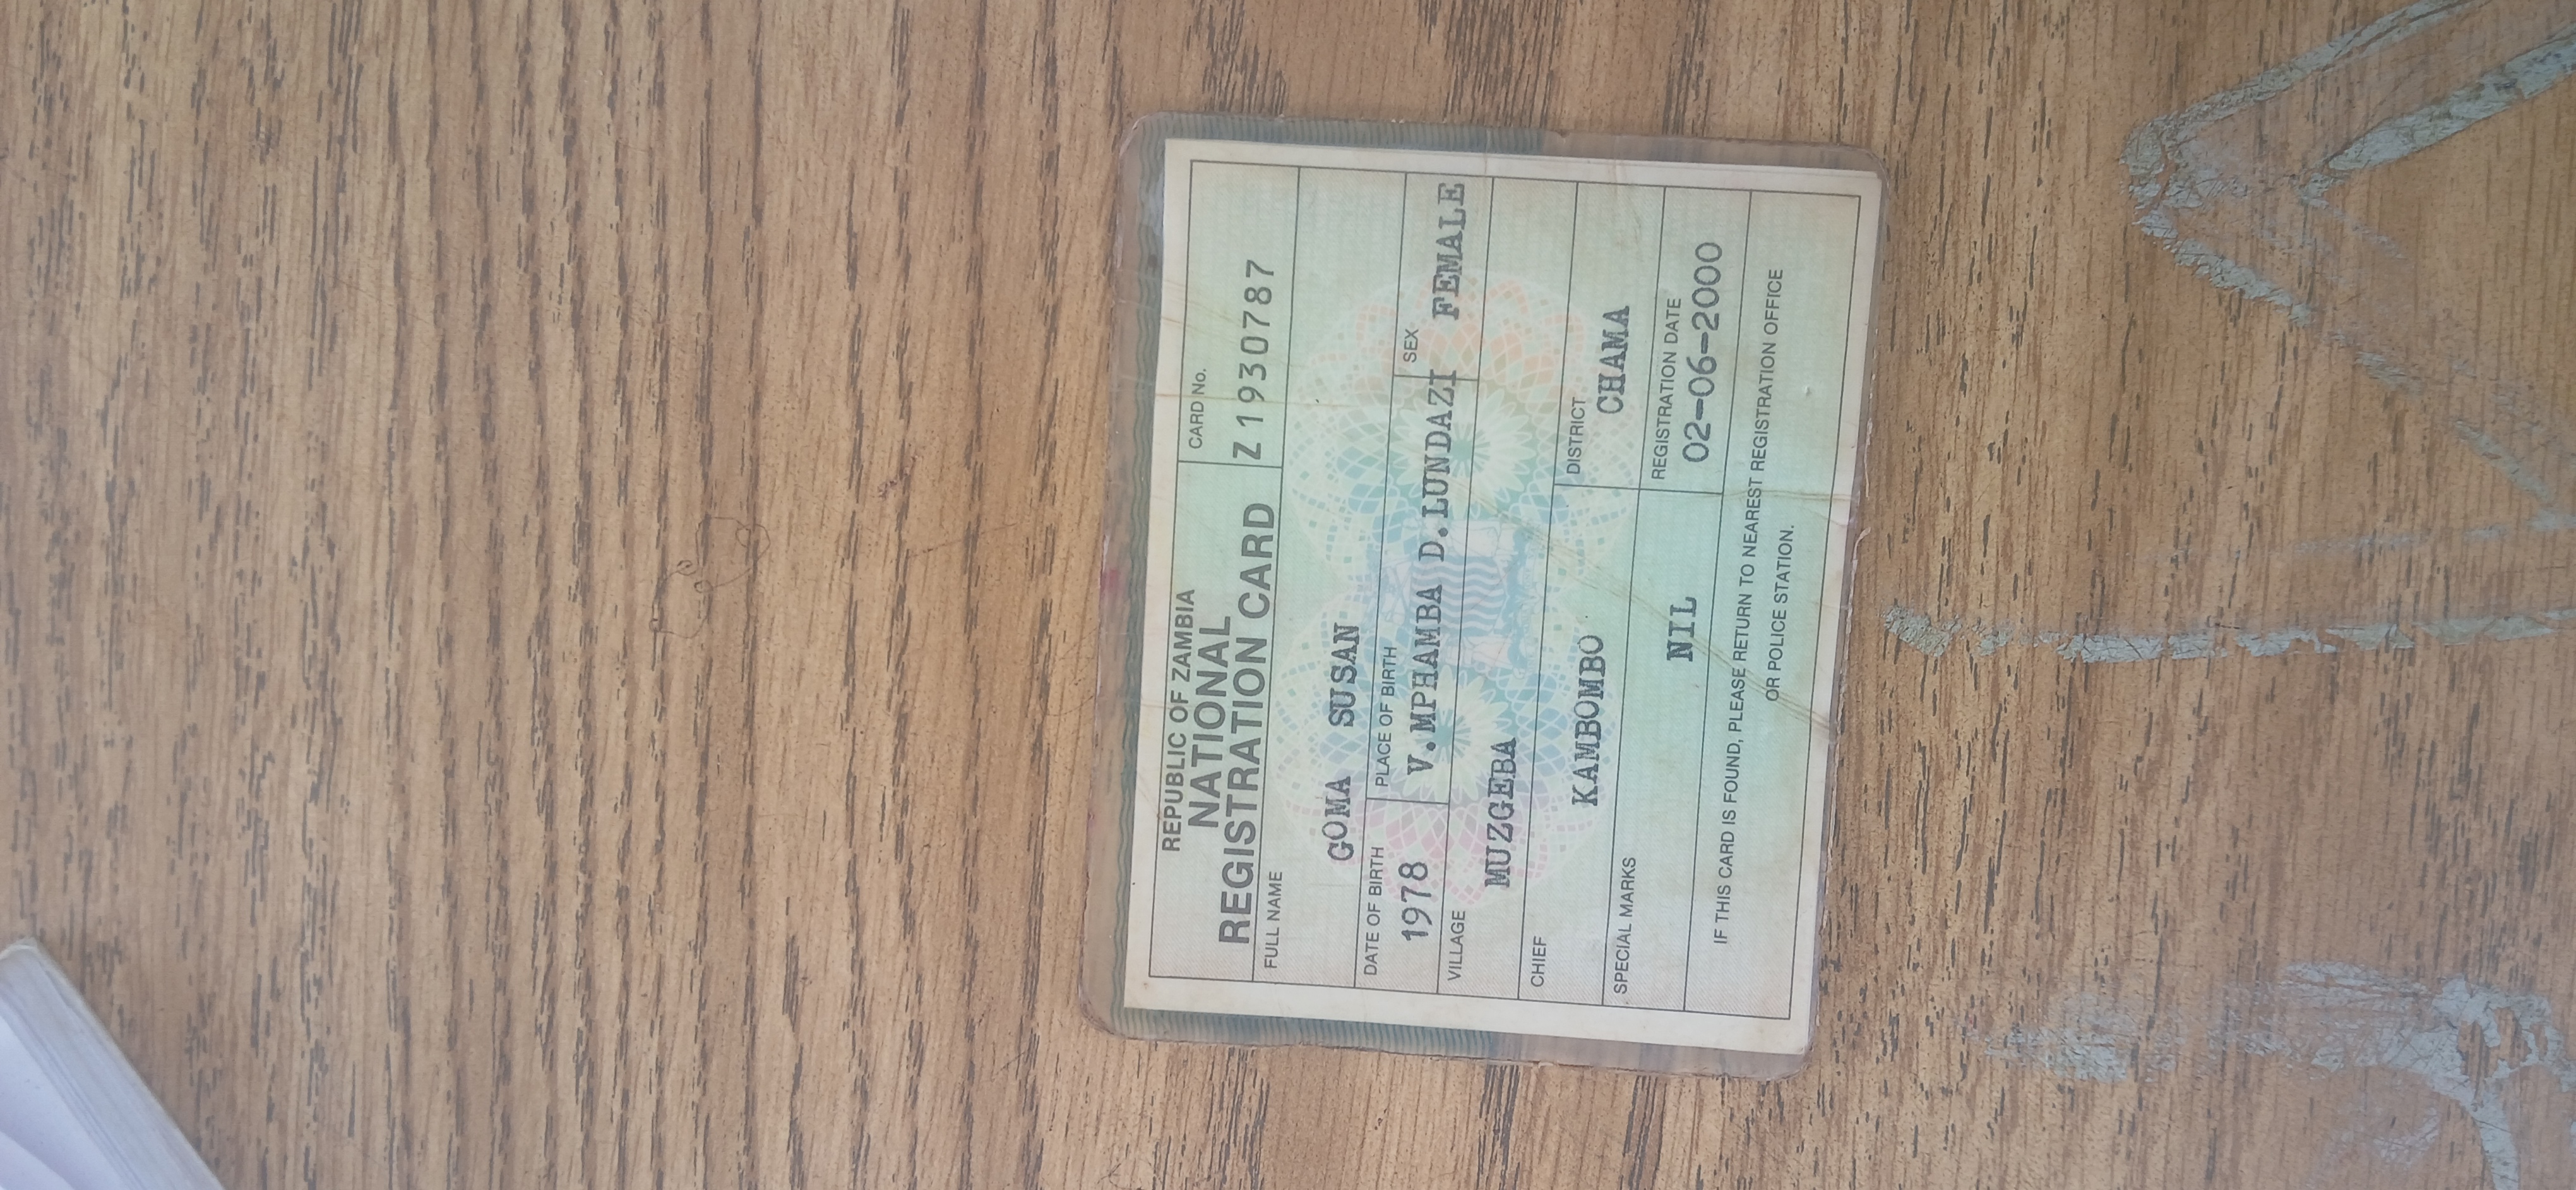 REPUBLIC OF ZAMBIA
NATIONAL
REGISTRATION CARD
CARD No.
Z 1930787
FULL NAME
GOMA SUSAN
DATE OF BIRTH
1978
PLACE OF BIRTH
V.MPHAMBA D.LUNDAZI
SEX
FEMALE
VILLAGE
MUZGEBA
CHIEF
KAMBOMBO
DISTRICT
CHAMA
SPECIAL MARKS
NIL
REGISTRATION DATE
02-06-2000
IF THIS CARD IS FOUND, PLEASE RETURN TO NEAREST REGISTRATION OFFICE
OR POLICE STATION.